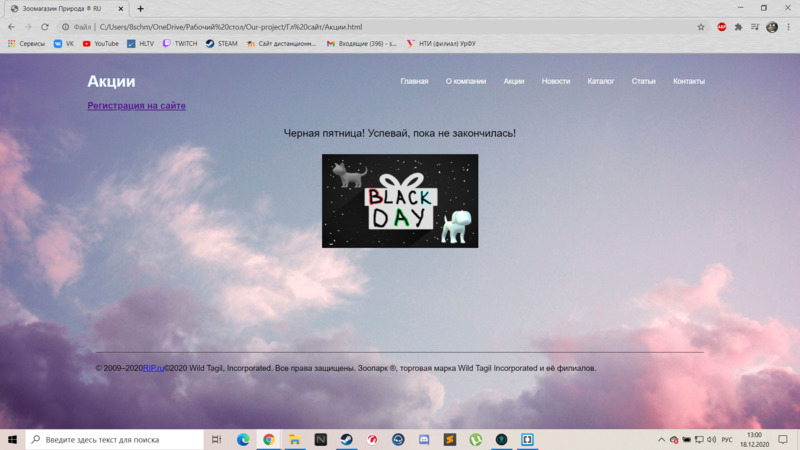 Зоомагазин Природа ® RU
Файл | C:/Users/8schm/OneDrive/Рабочий%20стол/Our-project/Гл%20сайт/Акции.html
Сервисы VK YouTube HLTV TWITCH STEAM Сайт дистанционн... Входящие (396) – s... НТИ (филиал) УрФУ
Акции
Главная О компании Акции Новости Каталог Статьи Контакты
Регистрация на сайте
Черная пятница! Успевай, пока не закончилась!
BLACK
DAY
© 2009–2020RIP.ru©2020 Wild Tagil, Incorporated. Все права защищены. Зоопарк ®, торговая марка Wild Tagil Incorporated и её филиалов.
Введите здесь текст для поиска
РУС
13:00
18.12.2020